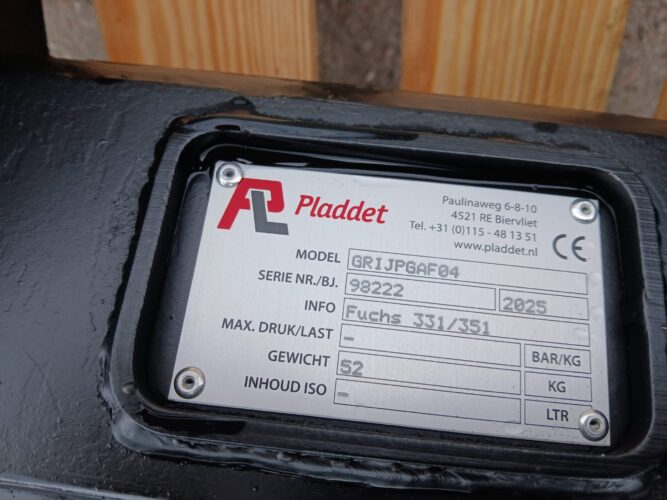 PL Pladdet
Paulinaweg 6-8-10
4521 RE Biervliet
Tel. +31 (0)115 - 48 13 51
www.pladdet.nl
CE
MODEL GRIJPGAF04
SERIE NR./BJ. 98222 2025
INFO Fuchs 331/351
MAX. DRUK/LAST - BAR/KG
GEWICHT 52 KG
INHOUD ISO - LTR